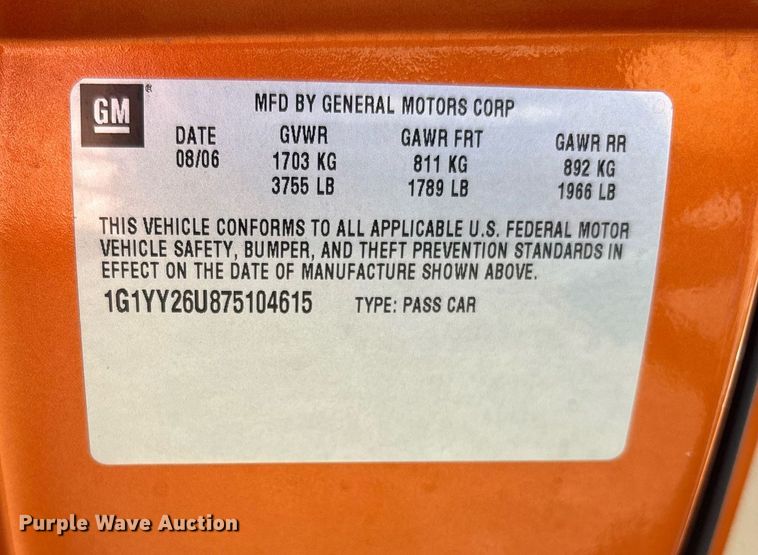 GM®
MFD BY GENERAL MOTORS CORP
DATE GVWR GAWR FRT GAWR RR
08/06 1703 KG 811 KG 892 KG
3755 LB 1789 LB 1966 LB
THIS VEHICLE CONFORMS TO ALL APPLICABLE U.S. FEDERAL MOTOR
VEHICLE SAFETY, BUMPER, AND THEFT PREVENTION STANDARDS IN
EFFECT ON THE DATE OF MANUFACTURE SHOWN ABOVE.
1G1YY26U875104615 TYPE: PASS CAR
Purple Wave Auction